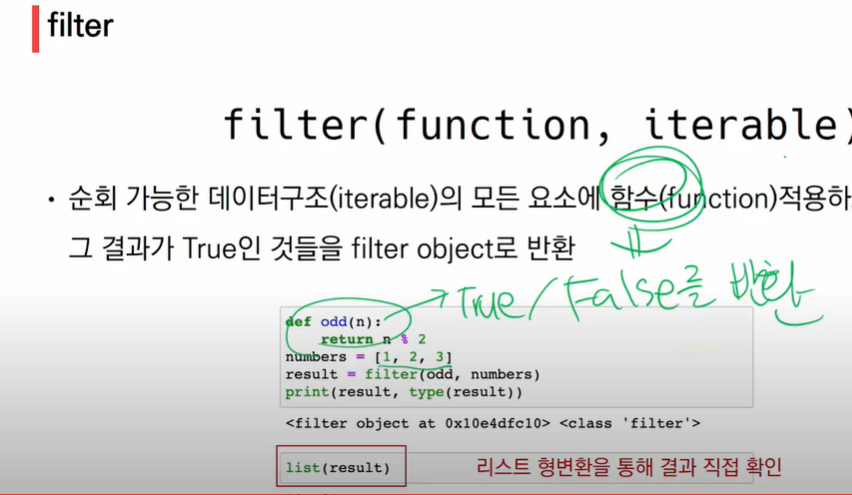 filter
filter(function, iterable)
• 순회 가능한 데이터구조(iterable)의 모든 요소에 함수(function)적용하
그 결과가 True인 것들을 filter object로 반환
True/False를 반환
def odd(n):
    return n % 2
numbers = [1, 2, 3]
result = filter(odd, numbers)
print(result, type(result))
<filter object at 0x10e4dfc10> <class 'filter'>
list(result)
리스트 형변환을 통해 결과 직접 확인